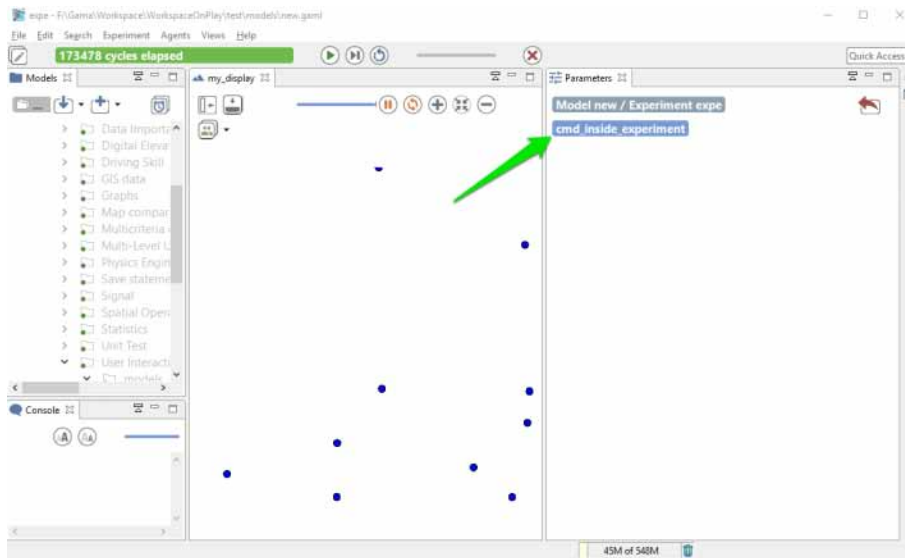 expe - F:\Gama\Workspace\WorkspaceOnPlay\test\models\new.gaml
File Edit Search Experiment Agents Views Help
173478 cycles elapsed
Quick Access
Models
my_display
Parameters
Model new / Experiment expe
cmd_inside_experiment
Data Importa
Digital Eleva
Driving Skill
GIS data
Graphs
Map compar
Multicriteria
Multi-Level U
Physics Engin
Save stateme
Signal
Spatial Opera
Statistics
Unit Test
User Interacti
models
Console
45M of 548M